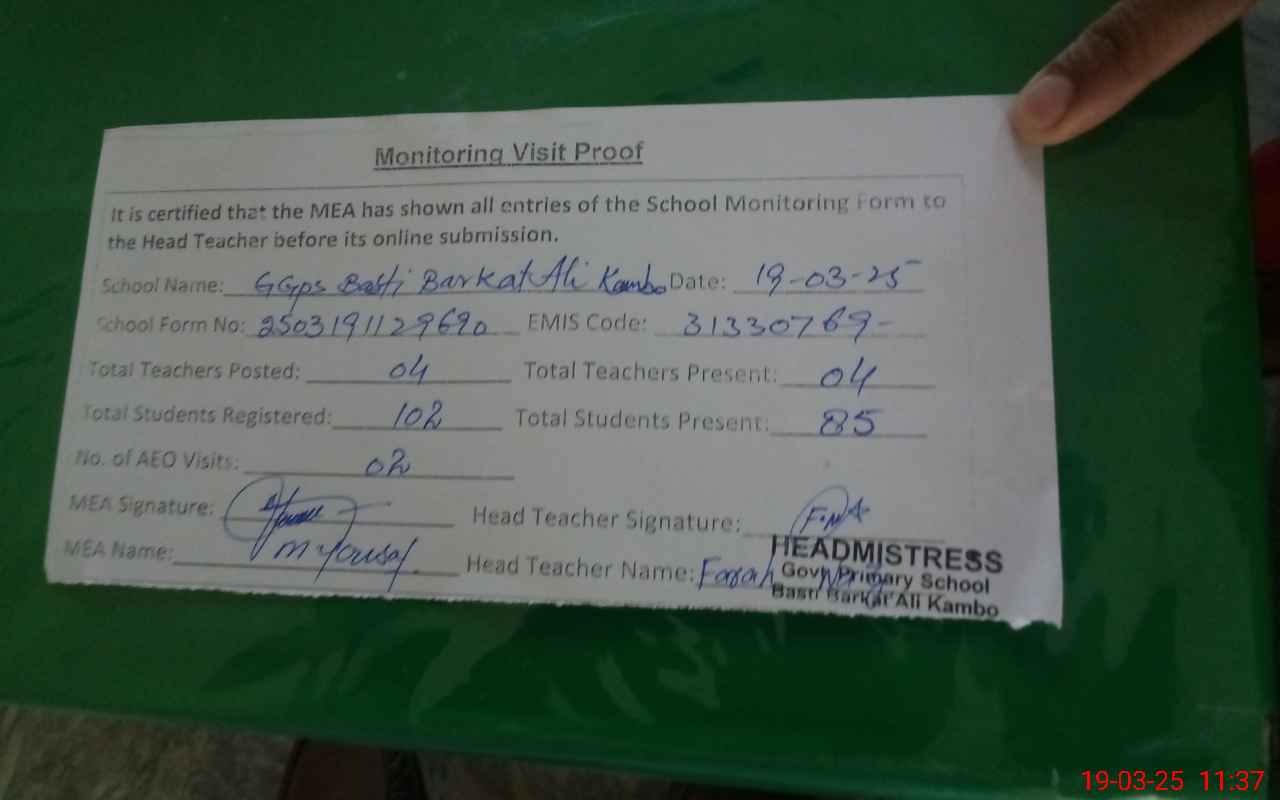 Monitoring Visit Proof
It is certified that the MEA has shown all entries of the School Monitoring Form to
the Head Teacher before its online submission.
School Name: GGPS Basti Barkat Ali Kambo Date: 19-03-25
School Form No: 2503191129690 EMIS Code: 31330769-
Total Teachers Posted: 04 Total Teachers Present: 04
Total Students Registered: 102 Total Students Present: 85
No. of AEO Visits: 02
MEA Signature: Head Teacher Signature:
MEA Name: M Yousaf Head Teacher Name: Farah
HEADMISTRESS
Govt Primary School
Basti Barkat Ali Kambo
19-03-25 11:37